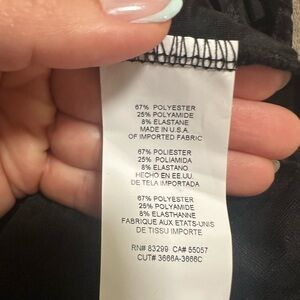 67% POLYESTER
25% POLYAMIDE
8% ELASTANE
MADE IN U.S.A.
OF IMPORTED FABRIC
67% POLIESTER
25% POLIAMIDA
8% ELASTANO
HECHO EN EE.UU.
DE TELA IMPORTADA
67% POLYESTER
25% POLYAMIDE
8% ELASTHANNE
FABRIQUE AUX ETATS-UNIS
DE TISSU IMPORTE
RN# 83299 CA# 55057
CUT# 3666A-3666C